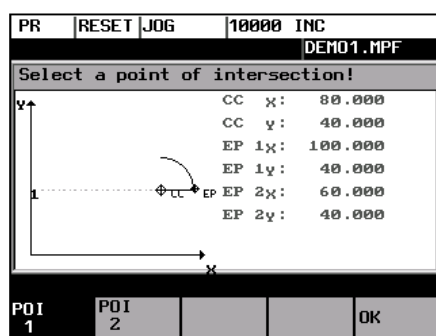 PR RESET JOG 10000 INC
DEMO1.MPF
Select a point of intersection!
Y
CC x: 80.000
CC y: 40.000
EP 1x: 100.000
EP 1y: 40.000
1 CC EP EP 2x: 60.000
EP 2y: 40.000
X
POI 1 POI 2 OK